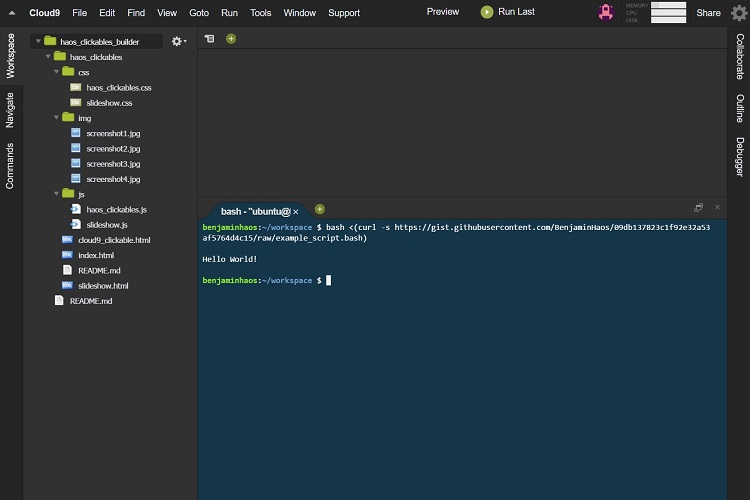 Cloud9 File Edit Find View Goto Run Tools Window Support Preview Run Last MEMORY CPU DISK Share
Workspace
Navigate
Commands
haos_clickables_builder
haos_clickables
css
haos_clickables.css
slideshow.css
img
screenshot1.jpg
screenshot2.jpg
screenshot3.jpg
screenshot4.jpg
js
haos_clickables.js
slideshow.js
cloud9_clickable.html
index.html
README.md
slideshow.html
README.md
bash - "ubuntu@
benjaminhaos:~/workspace $ bash <(curl -s https://gist.githubusercontent.com/BenjaminHaos/09db137823c1f92e32a53
af5764d4c15/raw/example_script.bash)
Hello World!
benjaminhaos:~/workspace $
Collaborate
Outline
Debugger